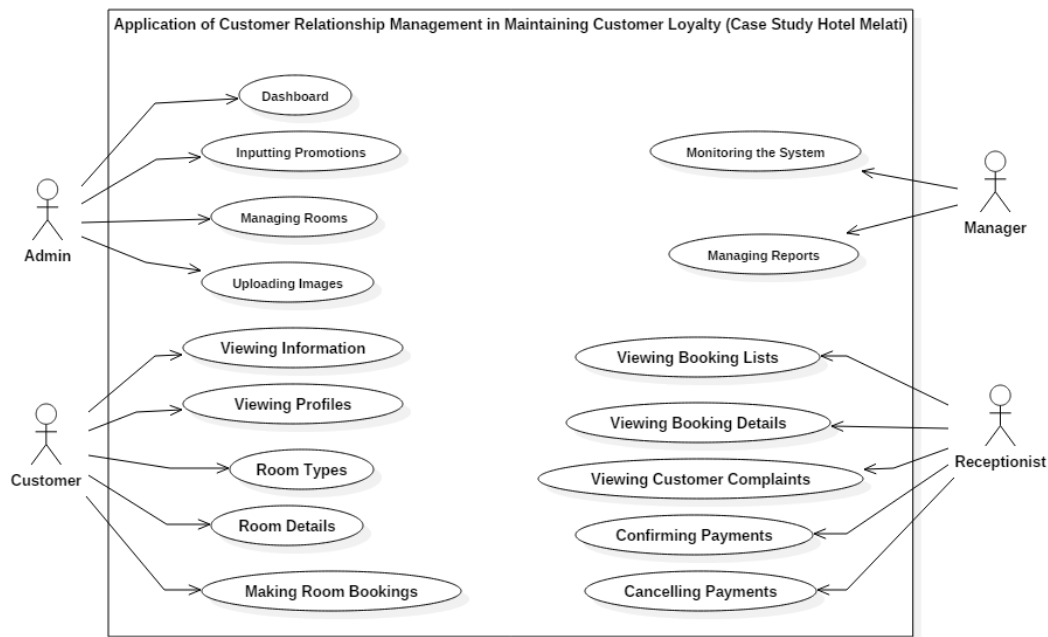 Application of Customer Relationship Management in Maintaining Customer Loyalty (Case Study Hotel Melati)
Dashboard
Inputting Promotions
Managing Rooms
Uploading Images
Admin
Monitoring the System
Managing Reports
Manager
Viewing Information
Viewing Profiles
Room Types
Room Details
Making Room Bookings
Customer
Viewing Booking Lists
Viewing Booking Details
Viewing Customer Complaints
Confirming Payments
Cancelling Payments
Receptionist